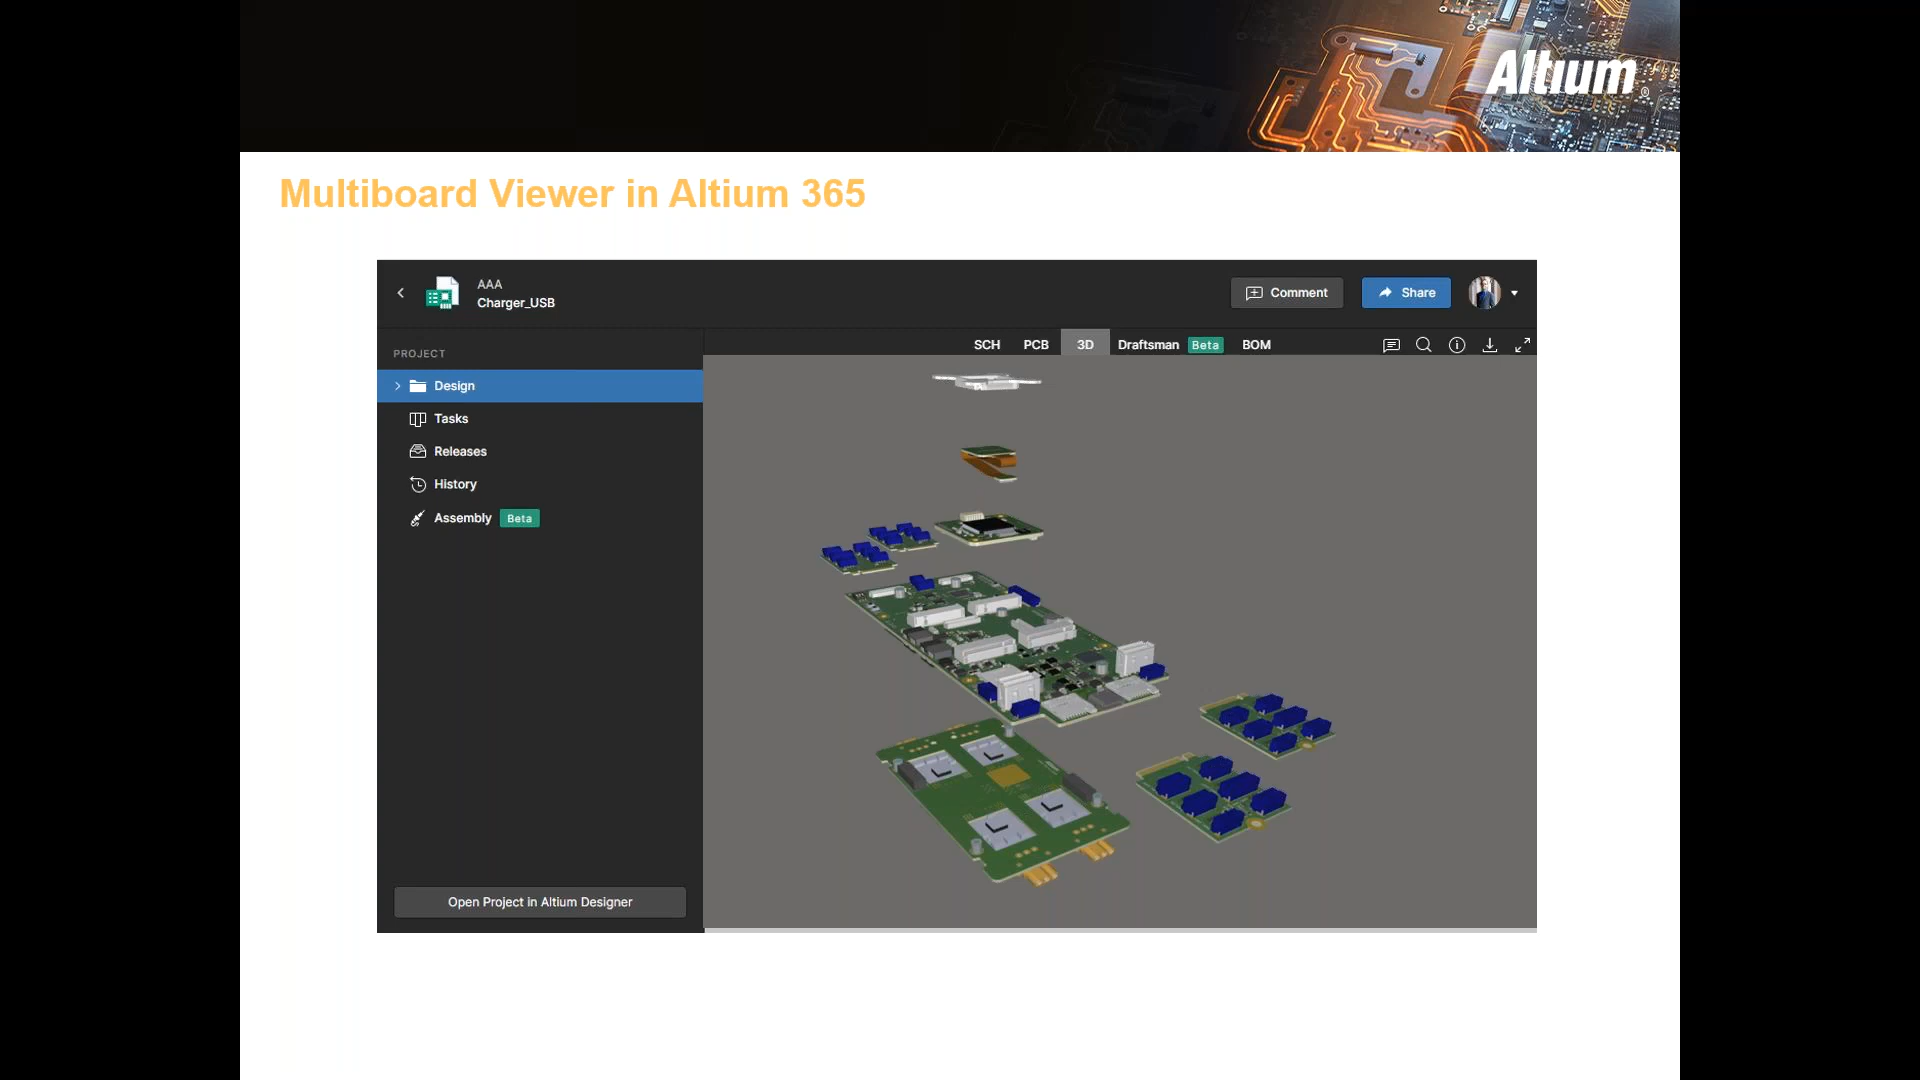 Altium
Multiboard Viewer in Altium 365
AAA
Charger_USB
Comment
Share
PROJECT
SCH PCB 3D Draftsman Beta BOM
Design
Tasks
Releases
History
Assembly Beta
Open Project in Altium Designer